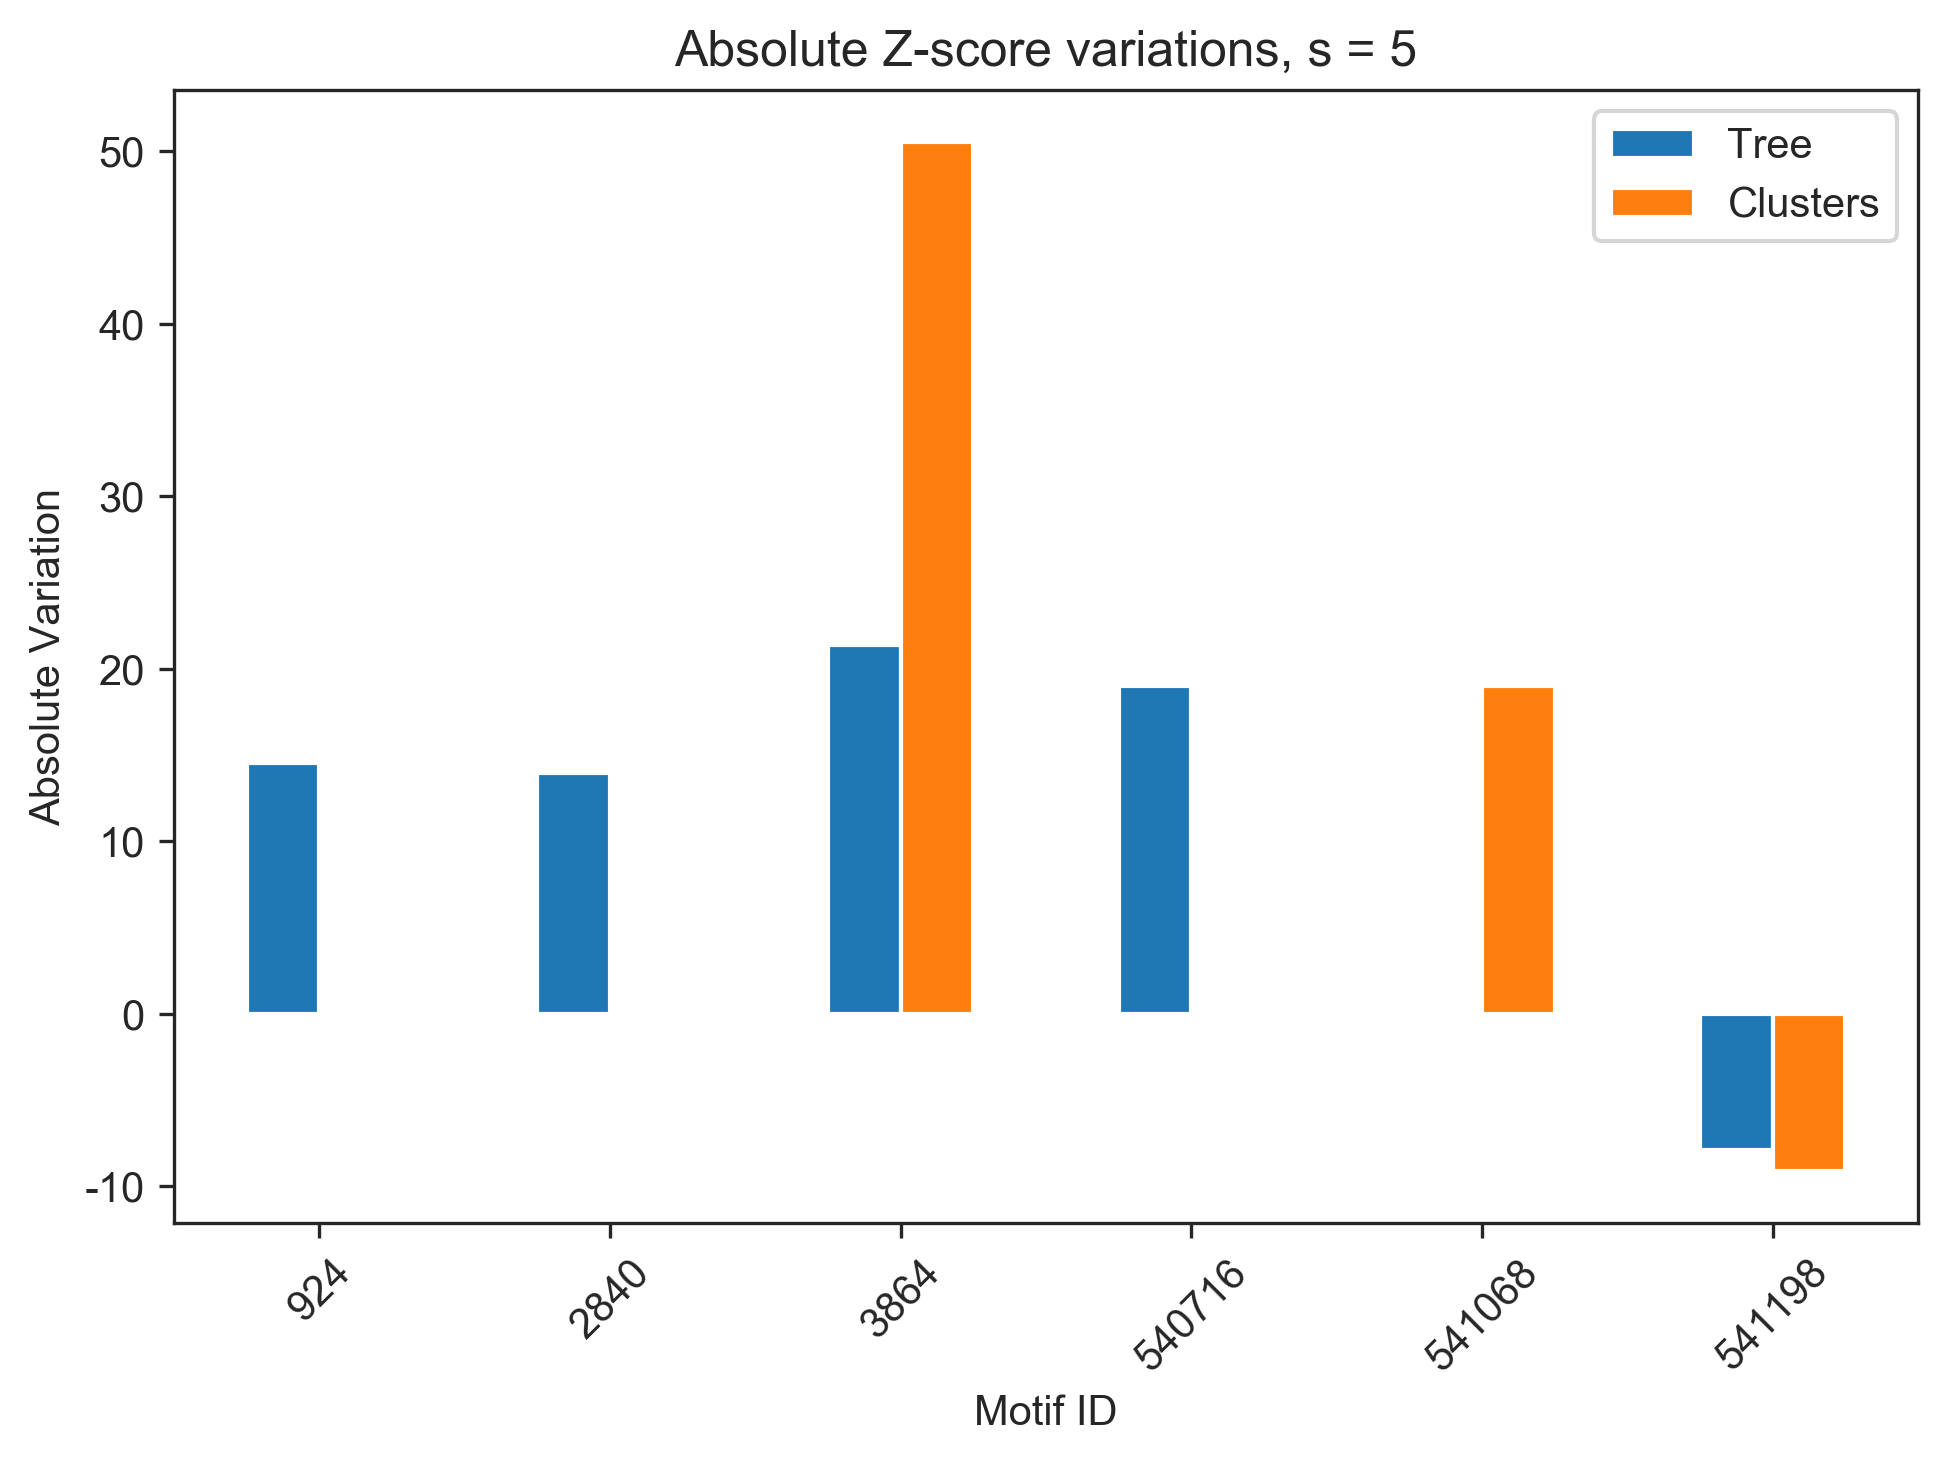 Absolute Z-score variations, s = 5
Tree
Clusters
Absolute Variation
50
40
30
20
10
0
-10
924
2840
3864
540716
541068
541198
Motif ID